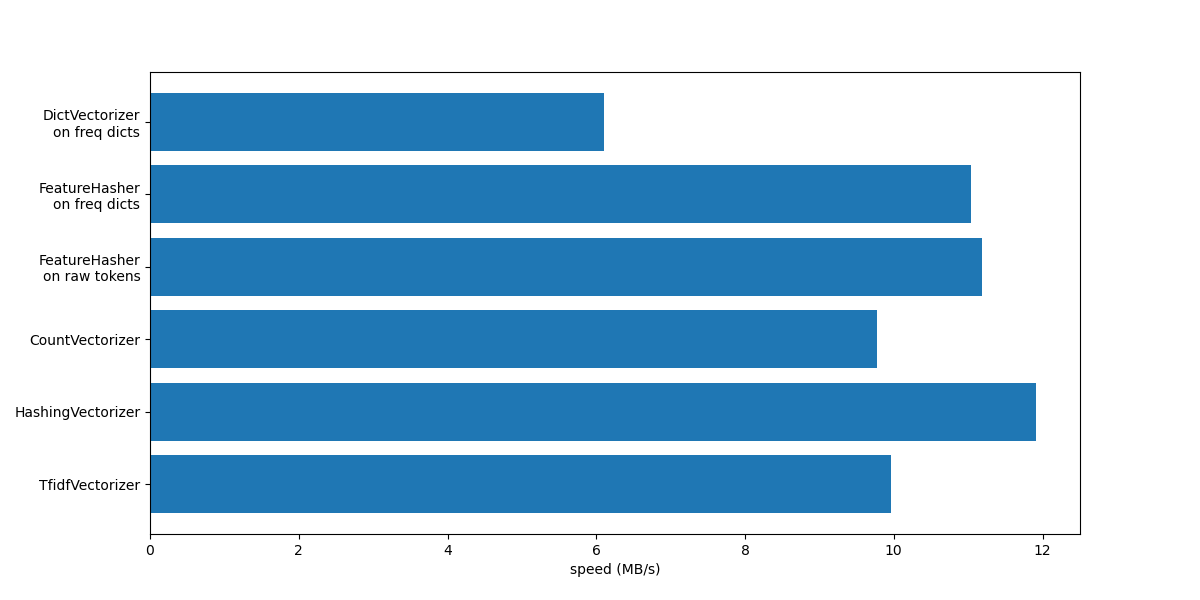 DictVectorizer
on freq dicts
FeatureHasher
on freq dicts
FeatureHasher
on raw tokens
CountVectorizer
HashingVectorizer
TfidfVectorizer
0 2 4 6 8 10 12
speed (MB/s)